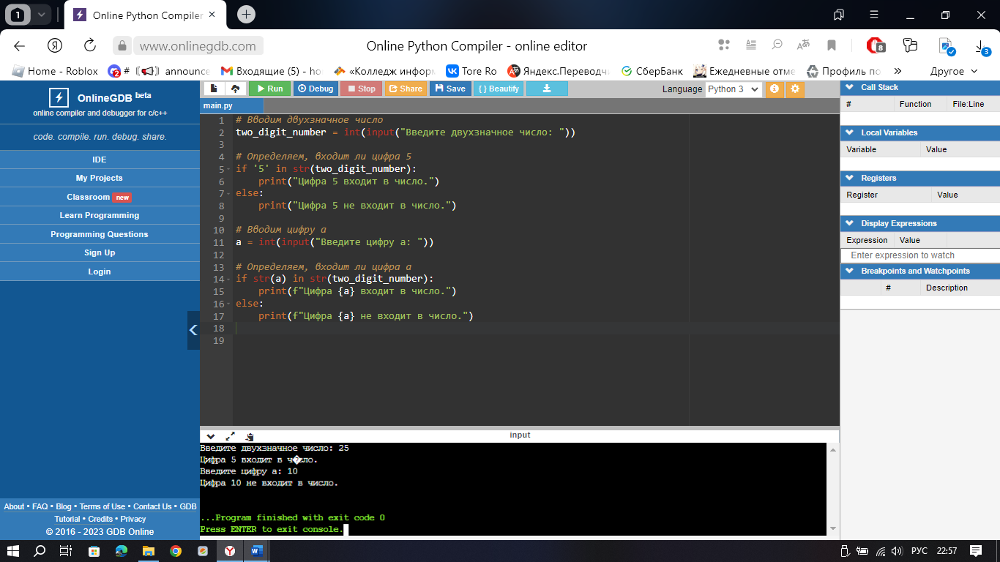 1
Online Python Compiler
www.onlinegdb.com
Online Python Compiler - online editor
8
3
Home - Roblox
2 # ( ) announce
Входящие (5) - ho
«Колледж информ
Tore Ro
Яндекс.Переводч
СберБанк
Ежедневные отме
Профиль по
»
Другое
OnlineGDB beta
online compiler and debugger for c/c++
code. compile. run. debug. share.
IDE
My Projects
Classroom new
Learn Programming
Programming Questions
Sign Up
Login
About • FAQ • Blog • Terms of Use • Contact Us • GDB
Tutorial • Credits • Privacy
© 2016 - 2023 GDB Online
Run Debug Stop Share Save { } Beautify
Language Python 3
main.py
1 # Вводим двухзначное число
2 two_digit_number = int(input("Введите двухзначное число: "))
3
4 # Определяем, входит ли цифра 5
5 if '5' in str(two_digit_number):
6 print("Цифра 5 входит в число.")
7 else:
8 print("Цифра 5 не входит в число.")
9
10 # Вводим цифру a
11 a = int(input("Введите цифру a: "))
12
13 # Определяем, входит ли цифра a
14 if str(a) in str(two_digit_number):
15 print(f"Цифра {a} входит в число.")
16 else:
17 print(f"Цифра {a} не входит в число.")
18
19
input
Введите двухзначное число: 25
Цифра 5 входит в ч�сло.
Введите цифру a: 10
Цифра 10 не входит в число.
...Program finished with exit code 0
Press ENTER to exit console.
Call Stack
# Function File:Line
Local Variables
Variable Value
Registers
Register Value
Display Expressions
Expression Value
Enter expression to watch
Breakpoints and Watchpoints
# Description
РУС 22:57